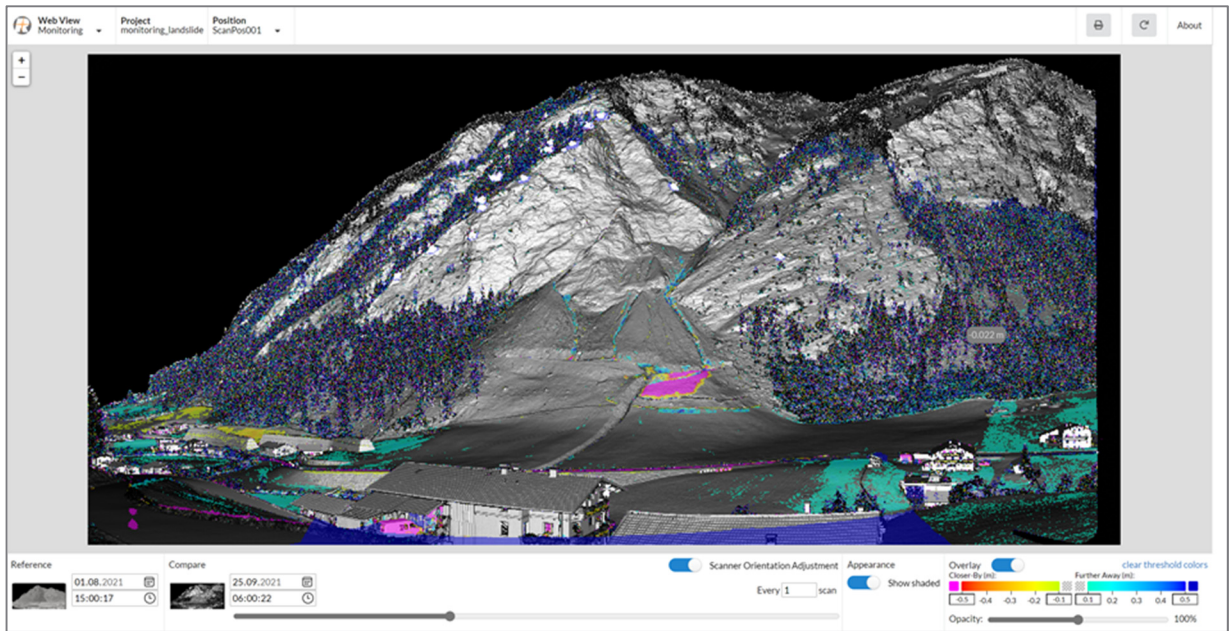 Web View
Monitoring
Project
monitoring_landslide
Position
ScanPos001
About
+
−
-0.022 m
Reference
01.08.2021
15:00:17
Compare
25.09.2021
06:00:22
Scanner Orientation Adjustment
Every 1 scan
Appearance
Show shaded
Overlay
clear threshold colors
Closer-By (m):
Further Away (m):
-0.5 -0.4 -0.3 -0.2 -0.1 0.1 0.2 0.3 0.4 0.5
Opacity:
100%